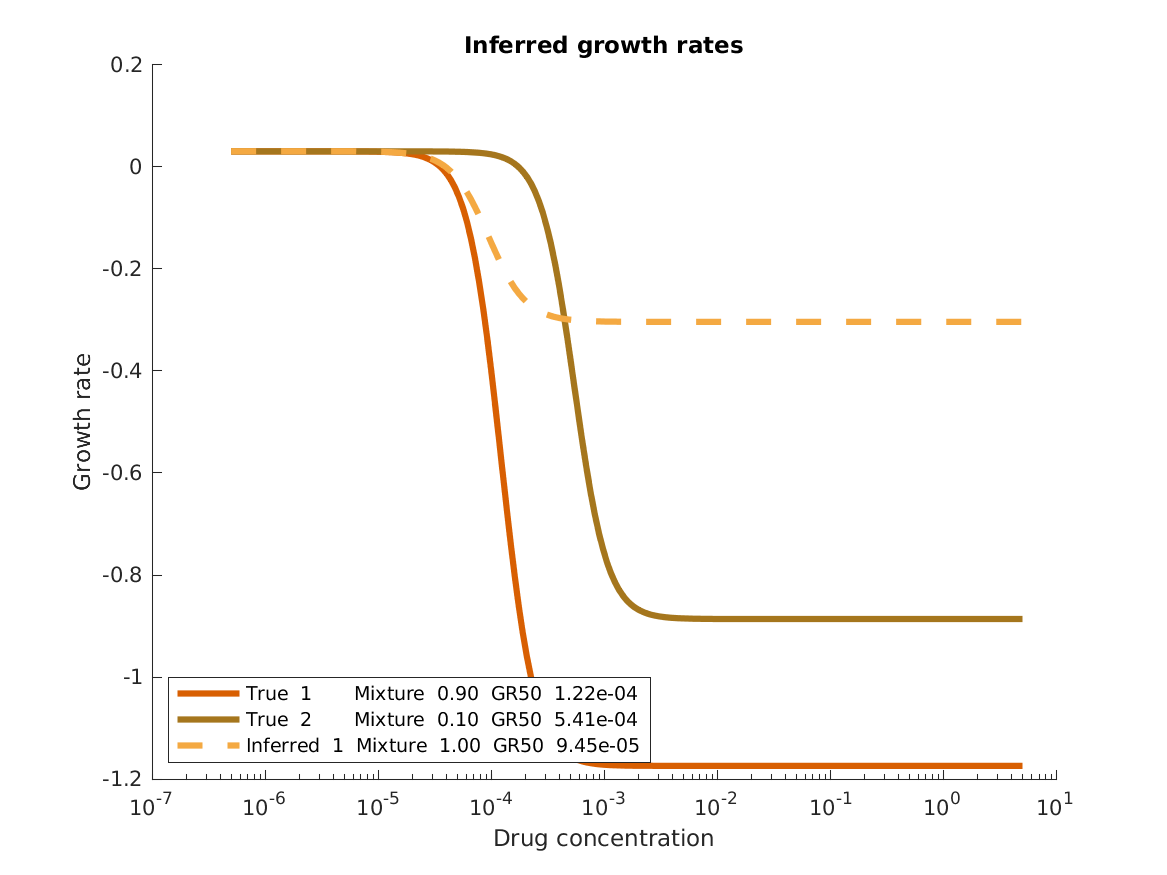 Inferred growth rates
0.2
0
-0.2
-0.4
-0.6
-0.8
-1
-1.2
Growth rate
True 1 Mixture 0.90 GR50 1.22e-04
True 2 Mixture 0.10 GR50 5.41e-04
Inferred 1 Mixture 1.00 GR50 9.45e-05
10^-7 10^-6 10^-5 10^-4 10^-3 10^-2 10^-1 10^0 10^1
Drug concentration